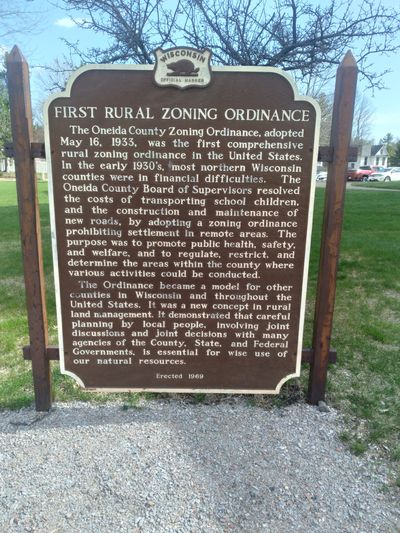 WISCONSIN
OFFICIAL MARKER
FIRST RURAL ZONING ORDINANCE
The Oneida County Zoning Ordinance, adopted
May 16, 1933, was the first comprehensive
rural zoning ordinance in the United States.
In the early 1930's, most northern Wisconsin
counties were in financial difficulties. The
Oneida County Board of Supervisors resolved
the costs of transporting school children,
and the construction and maintenance of
new roads, by adopting a zoning ordinance
prohibiting settlement in remote areas. The
purpose was to promote public health, safety,
and welfare, and to regulate, restrict, and
determine the areas within the county where
various activities could be conducted.
The Ordinance became a model for other
counties in Wisconsin and throughout the
United States. It was a new concept in rural
land management. It demonstrated that careful
planning by local people, involving joint
discussions and joint decisions with many
agencies of the County, State, and Federal
Governments, is essential for wise use of
our natural resources.
Erected 1969